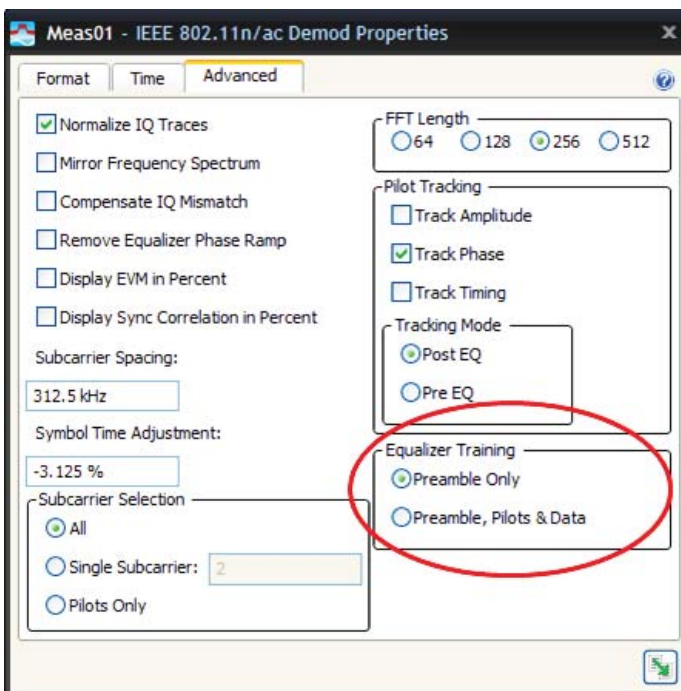 Meas01 - IEEE 802.11n/ac Demod Properties
x
Format
Time
Advanced
?
Normalize IQ Traces
Mirror Frequency Spectrum
Compensate IQ Mismatch
Remove Equalizer Phase Ramp
Display EVM in Percent
Display Sync Correlation in Percent
Subcarrier Spacing:
312.5 kHz
Symbol Time Adjustment:
-3.125 %
Subcarrier Selection
All
Single Subcarrier: 2
Pilots Only
FFT Length
64 128 256 512
Pilot Tracking
Track Amplitude
Track Phase
Track Timing
Tracking Mode
Post EQ
Pre EQ
Equalizer Training
Preamble Only
Preamble, Pilots & Data